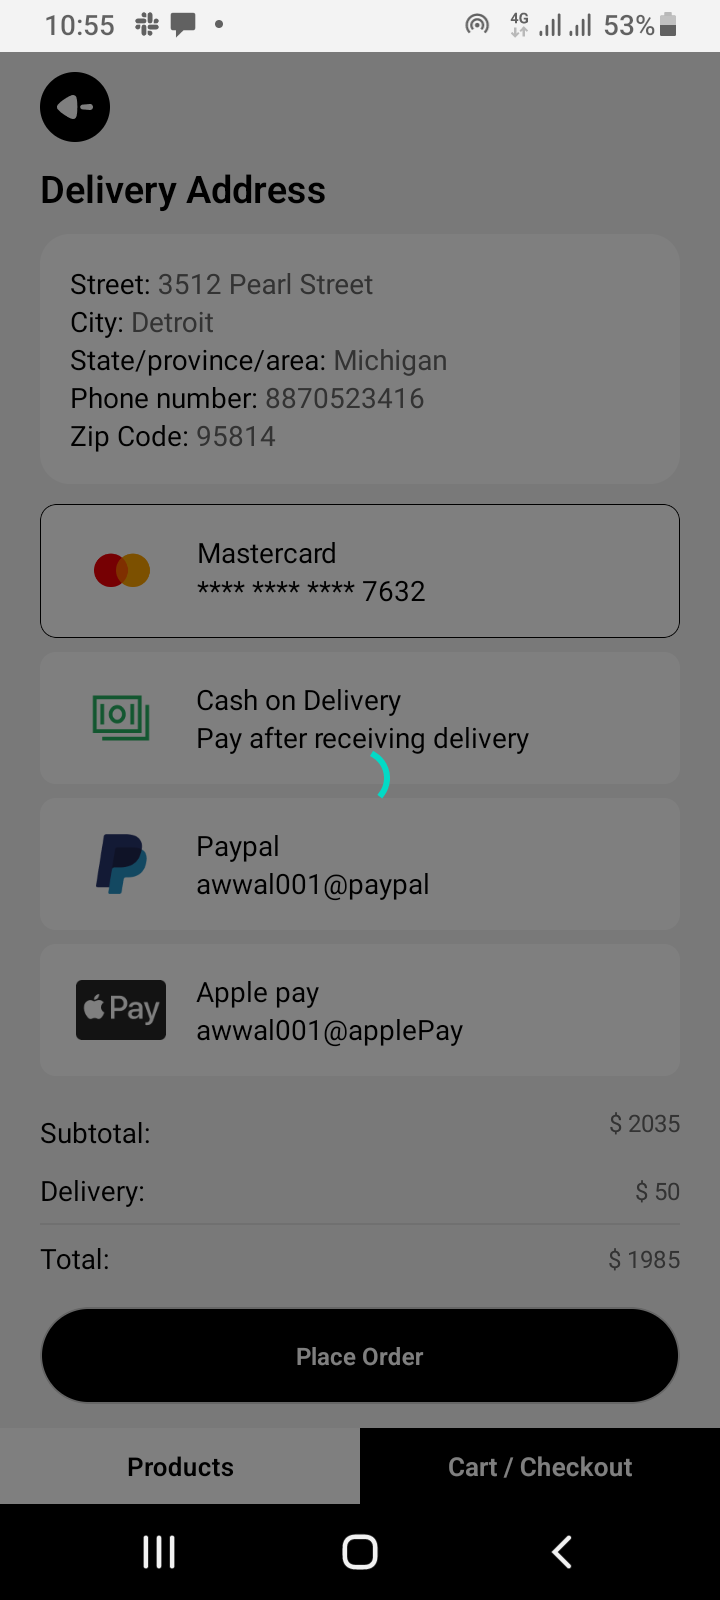 10:55
4G
53%
Delivery Address
Street: 3512 Pearl Street
City: Detroit
State/province/area: Michigan
Phone number: 8870523416
Zip Code: 95814
Mastercard
**** **** **** 7632
Cash on Delivery
Pay after receiving delivery
Paypal
awwal001@paypal
Pay
Apple pay
awwal001@applePay
Subtotal: $ 2035
Delivery: $ 50
Total: $ 1985
Place Order
Products
Cart / Checkout